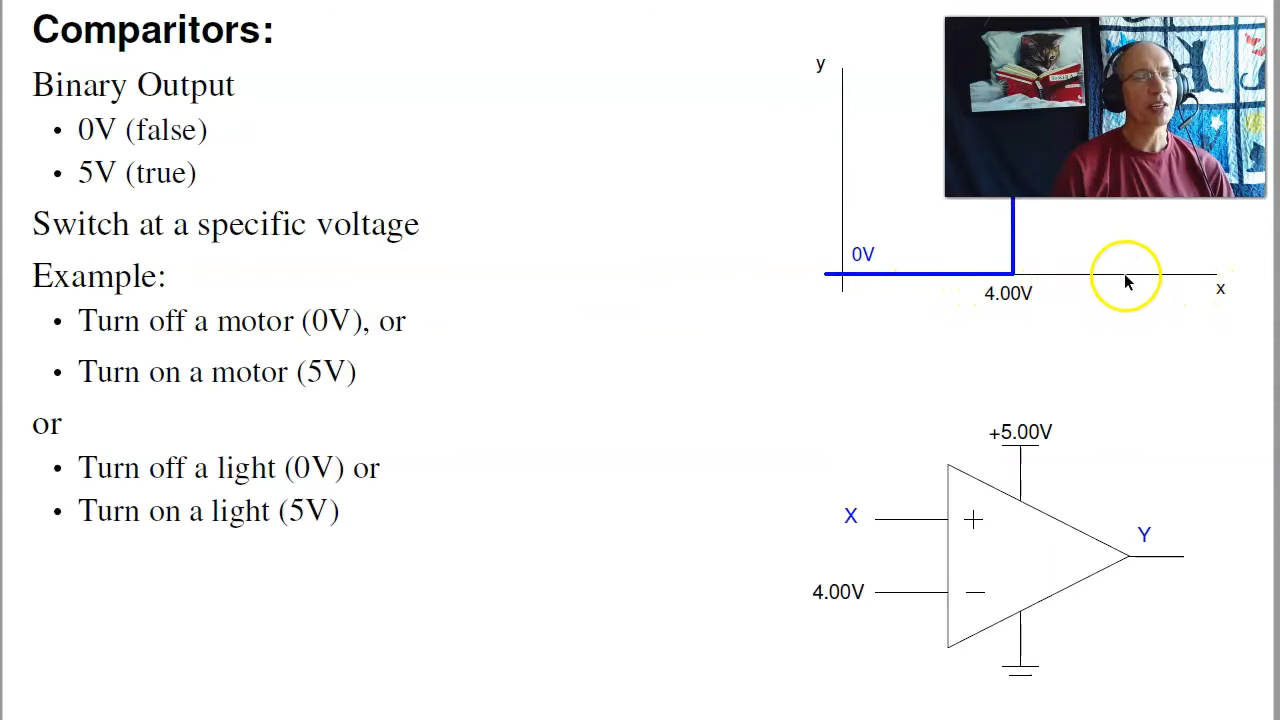 Comparitors:
Binary Output
• 0V (false)
• 5V (true)
Switch at a specific voltage
Example:
• Turn off a motor (0V), or
• Turn on a motor (5V)
or
• Turn off a light (0V) or
• Turn on a light (5V)
y
0V
4.00V
x
+5.00V
X
+
Y
4.00V
−